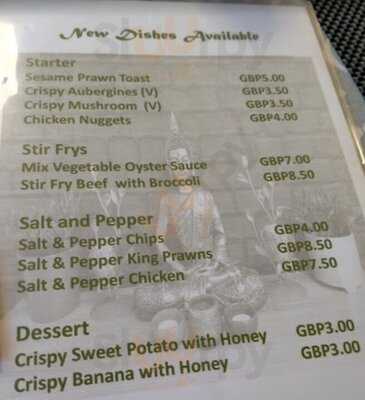 New Dishes Available
Starter
Sesame Prawn Toast GBP5.00
Crispy Aubergines (V) GBP3.50
Crispy Mushroom (V) GBP3.50
Chicken Nuggets GBP4.00
Stir Frys
Mix Vegetable Oyster Sauce GBP7.00
Stir Fry Beef with Broccoli GBP8.50
Salt and Pepper
Salt & Pepper Chips GBP4.00
Salt & Pepper King Prawns GBP8.50
Salt & Pepper Chicken GBP7.50
Dessert
Crispy Sweet Potato with Honey GBP3.00
Crispy Banana with Honey GBP3.00